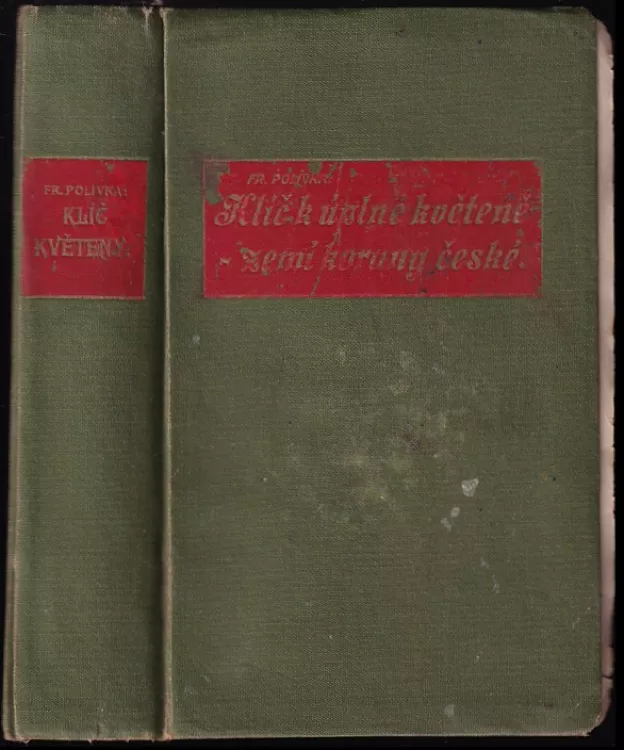 FR. POLÍVKA:
KLÍČ
KVĚTENY.
FR. POLÍVKA:
Klíč k úplné květeně
zemí koruny české.